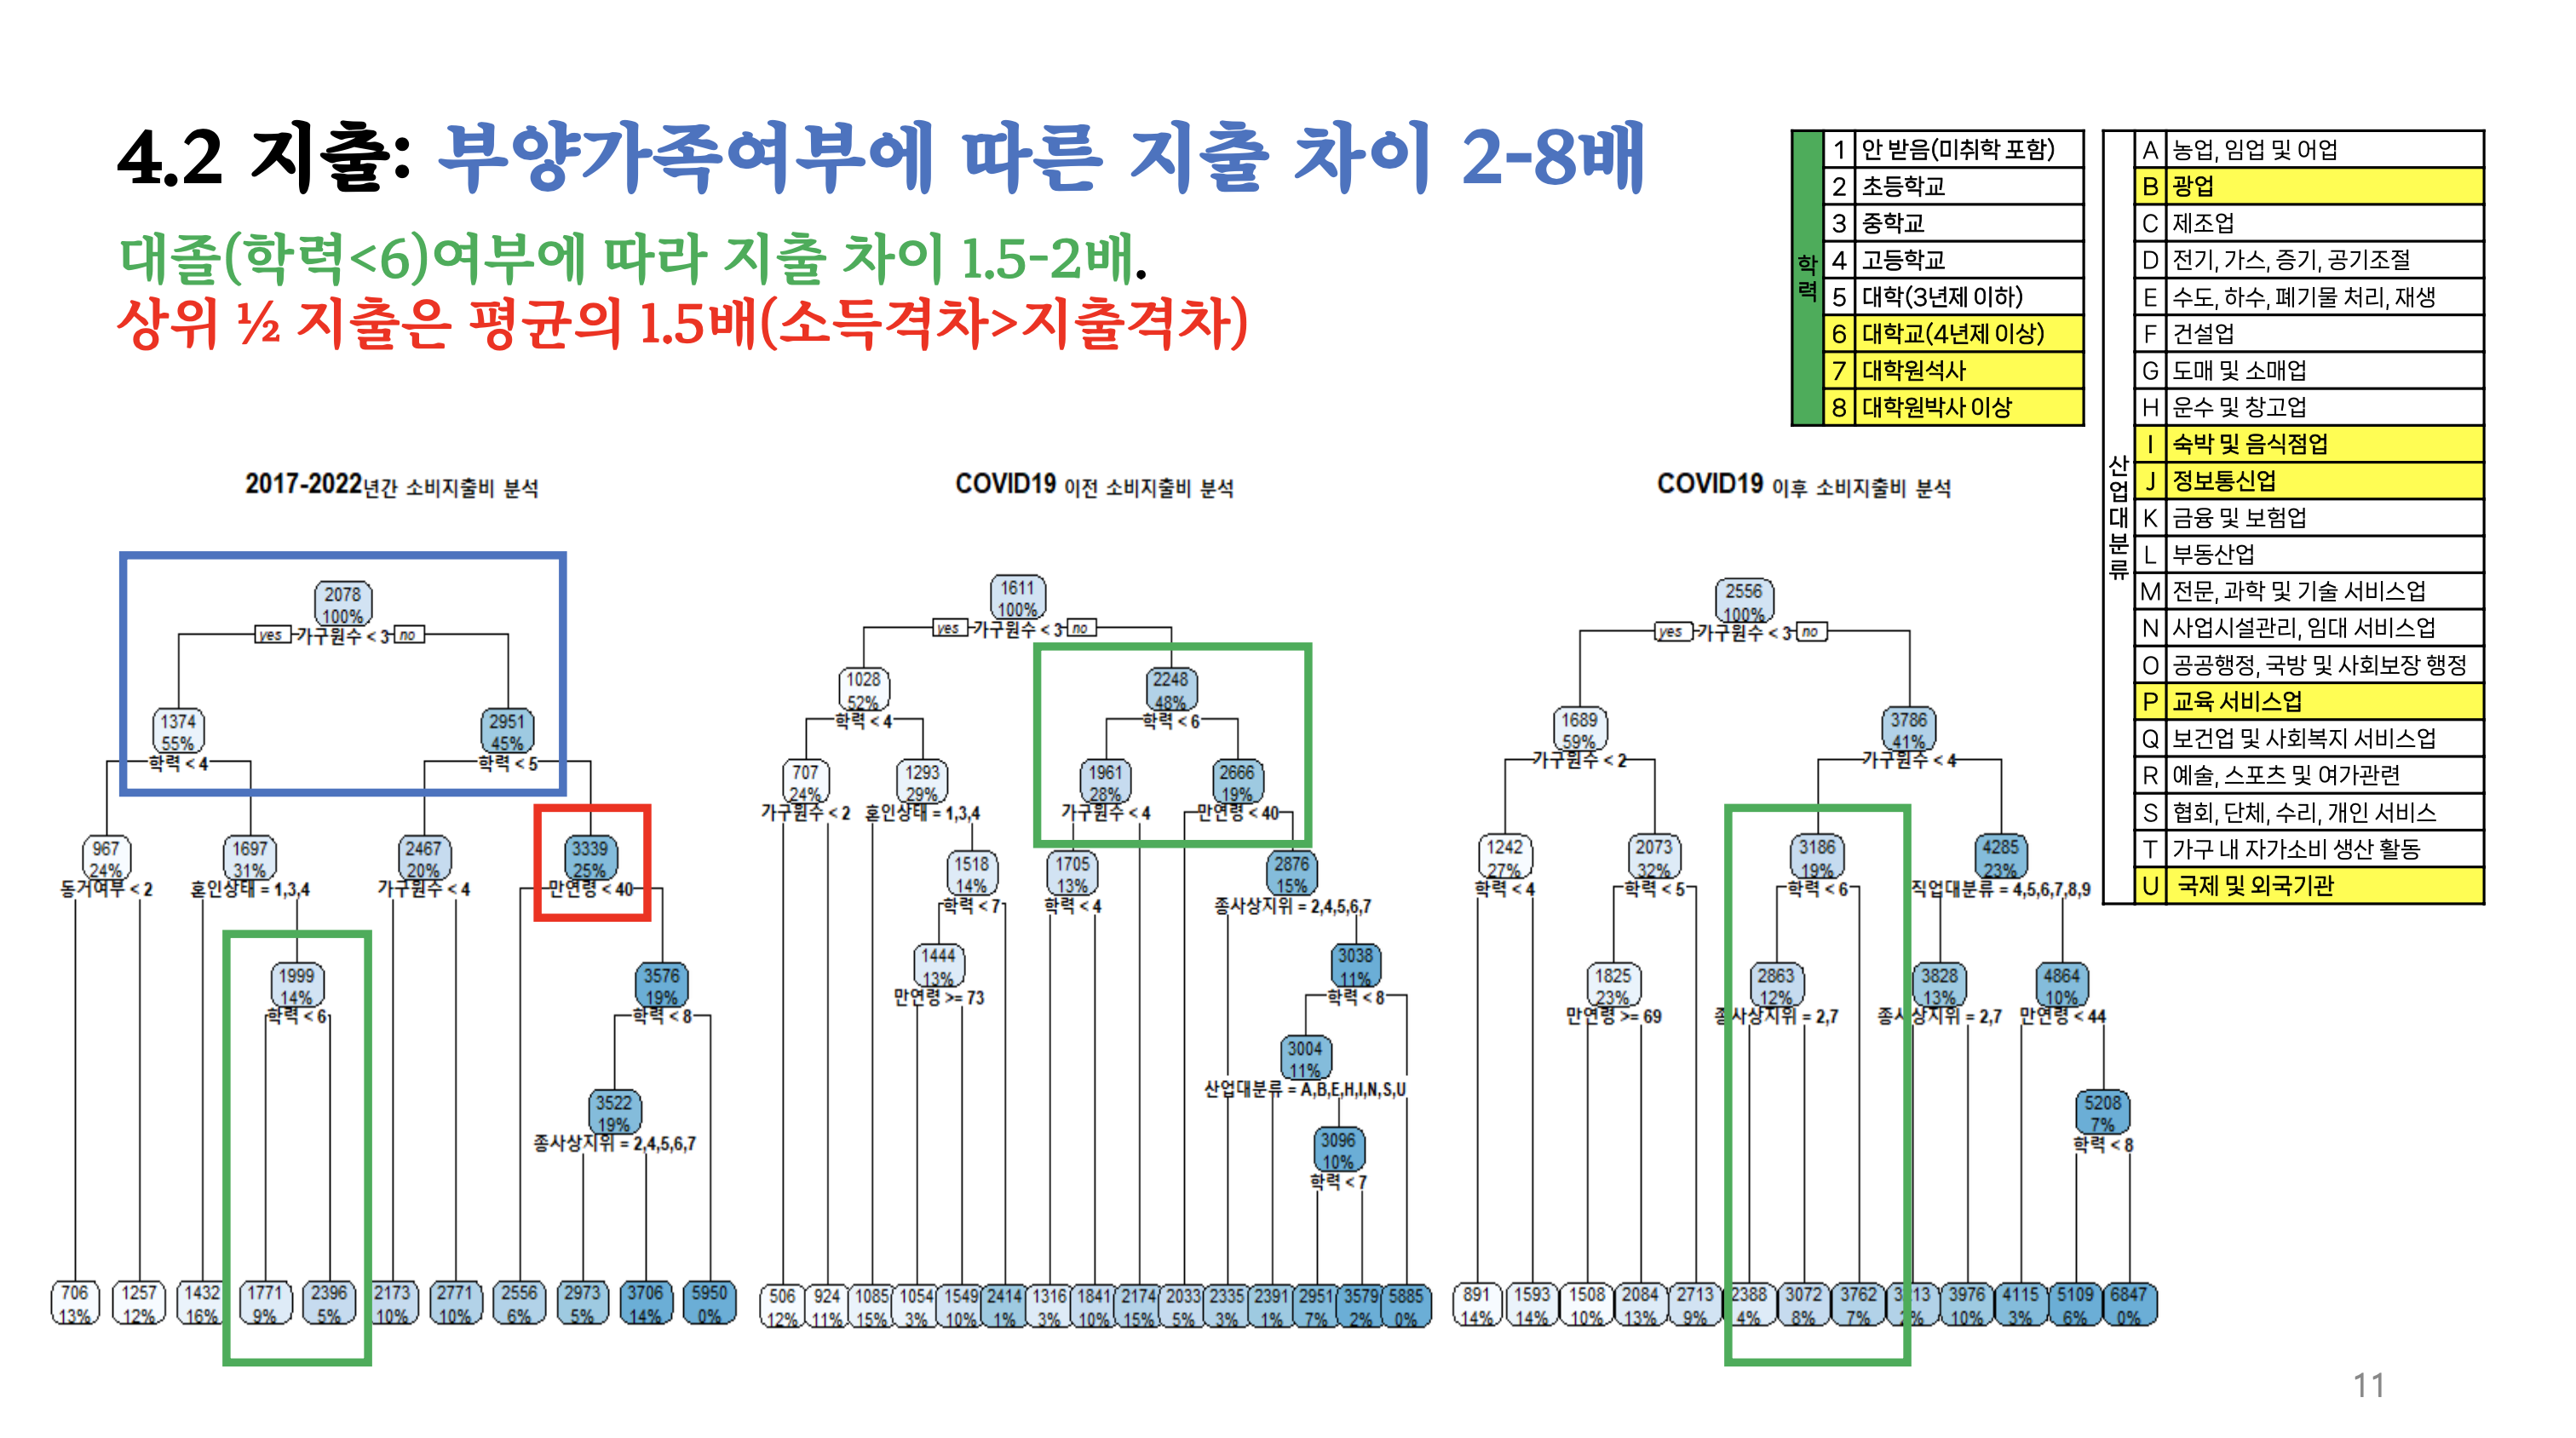 4.2 지출: 부양가족여부에 따른 지출 차이 2-8배
대졸(학력<6)여부에 따라 지출 차이 1.5-2배.
상위 ½ 지출은 평균의 1.5배(소득격차>지출격차)
학력
1 안 받음(미취학 포함)
2 초등학교
3 중학교
4 고등학교
5 대학(3년제 이하)
6 대학교(4년제 이상)
7 대학원석사
8 대학원박사 이상
산업대분류
A 농업, 임업 및 어업
B 광업
C 제조업
D 전기, 가스, 증기, 공기조절
E 수도, 하수, 폐기물 처리, 재생
F 건설업
G 도매 및 소매업
H 운수 및 창고업
I 숙박 및 음식점업
J 정보통신업
K 금융 및 보험업
L 부동산업
M 전문, 과학 및 기술 서비스업
N 사업시설관리, 임대 서비스업
O 공공행정, 국방 및 사회보장 행정
P 교육 서비스업
Q 보건업 및 사회복지 서비스업
R 예술, 스포츠 및 여가관련
S 협회, 단체, 수리, 개인 서비스
T 가구 내 자가소비 생산 활동
U 국제 및 외국기관
2017-2022년간 소비지출비 분석
2078
100%
yes 가구원수 < 3 no
1374 2951
55% 45%
학력 < 4 학력 < 5
967 1697 2467 3339
24% 31% 20% 25%
동거여부 < 2 혼인상태 = 1,3,4 가구원수 < 4 만연령 < 40
1999 3576
14% 19%
학력 < 6 학력 < 8
3522
19%
종사상지위 = 2,4,5,6,7
706 1257 1432 1771 2396 2173 2771 2556 2973 3706 5950
13% 12% 16% 9% 5% 10% 10% 6% 5% 14% 0%
COVID19 이전 소비지출비 분석
1611
100%
yes 가구원수 < 3 no
1028 2248
52% 48%
학력 < 4 학력 < 6
707 1293 1961 2666
24% 29% 28% 19%
가구원수 < 2 혼인상태 = 1,3,4 가구원수 < 4 만연령 < 40
1518 1705 2876
14% 13% 15%
학력 < 7 학력 < 4 종사상지위 = 2,4,5,6,7
1444 3038
13% 11%
만연령 >= 73 학력 < 8
3004
11%
산업대분류 = A,B,E,H,I,N,S,U
3096
10%
학력 < 7
506 924 1085 1054 1549 2414 1316 1841 2174 2033 2335 2391 2951 3579 5885
12% 11% 15% 3% 10% 1% 3% 10% 15% 5% 3% 1% 7% 2% 0%
COVID19 이후 소비지출비 분석
2556
100%
yes 가구원수 < 3 no
1689 3786
59% 41%
가구원수 < 2 가구원수 < 4
1242 2073 3186 4285
27% 32% 19% 23%
학력 < 4 학력 < 5 학력 < 6 직업대분류 = 4,5,6,7,8,9
1825 2863 3828 4864
23% 12% 13% 10%
만연령 >= 69 종사상지위 = 2,7 종사상지위 = 2,7 만연령 < 44
5208
7%
학력 < 8
891 1593 1508 2084 2713 2388 3072 3762 3976 4115 5109 6847
14% 14% 10% 13% 9% 4% 8% 7% 10% 3% 6% 0%
11